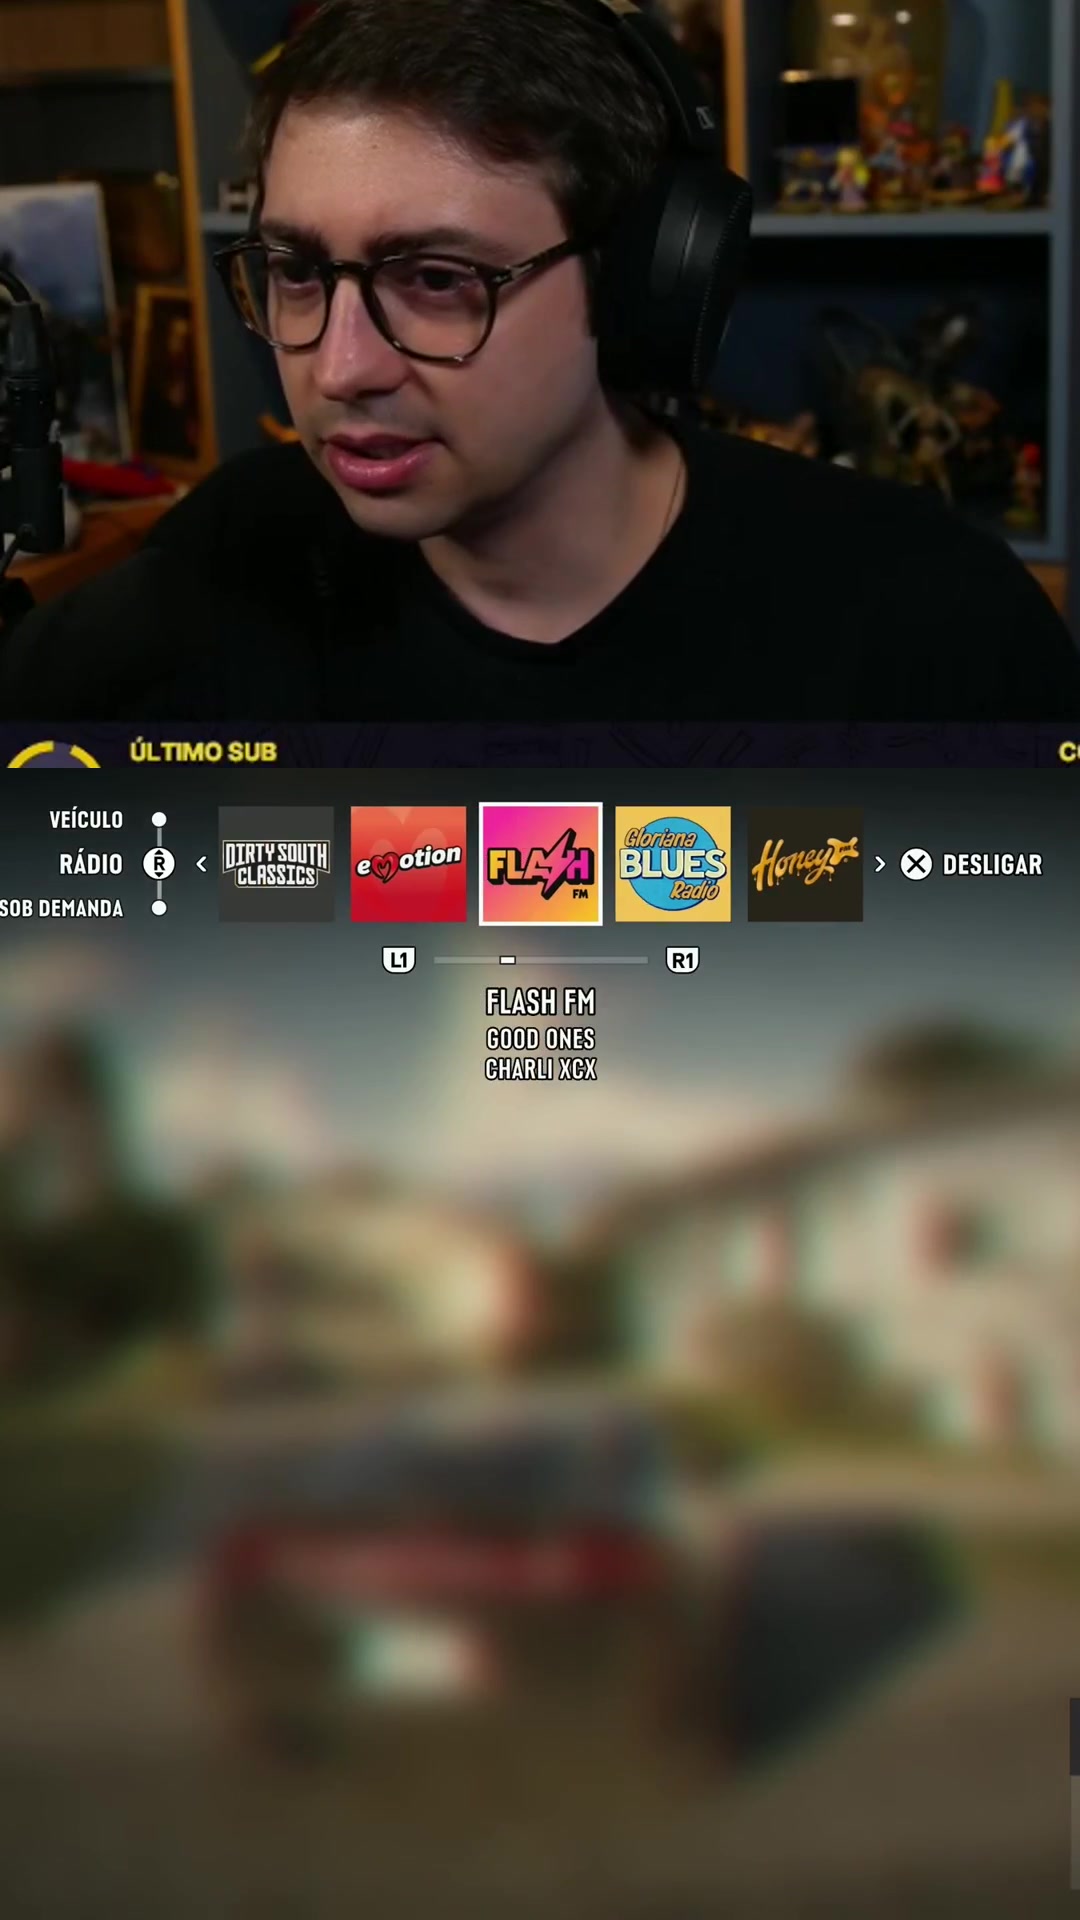 ÚLTIMO SUB
VEÍCULO
RÁDIO
SOB DEMANDA
DIRTY SOUTH
CLASSICS
emotion
FLASH
FM
Gloriana
BLUES
Radio
Honey
DESLIGAR
L1
R1
FLASH FM
GOOD ONES
CHARLI XCX